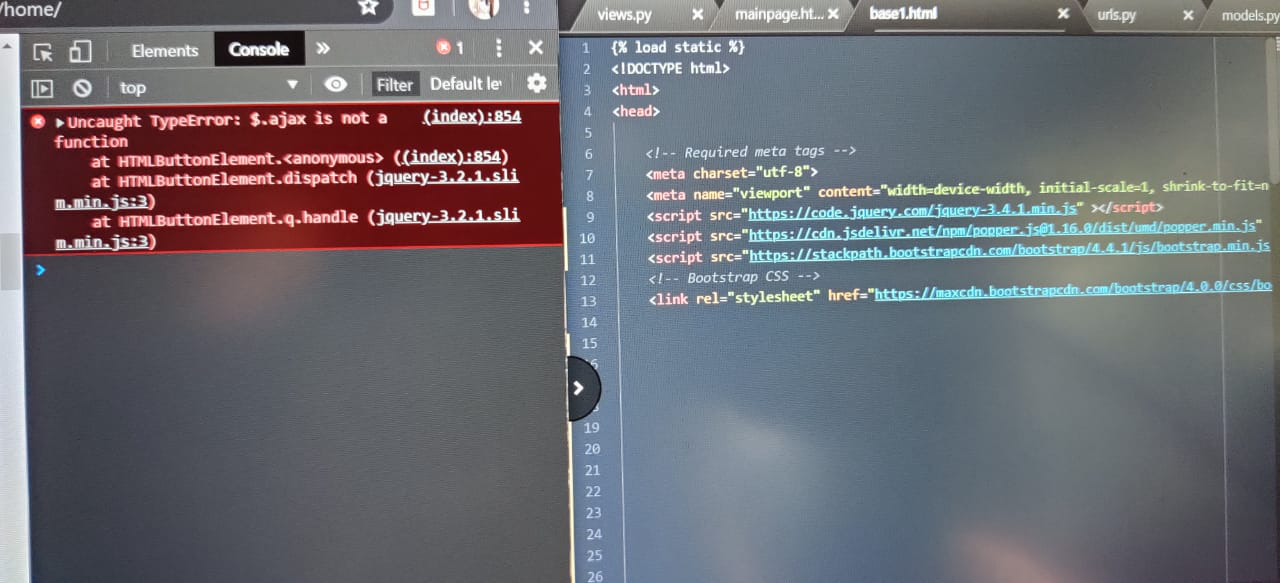 /home/
Elements
Console
»
1
top
Filter
Default le
Uncaught TypeError: $.ajax is not a (index):854
function
at HTMLButtonElement.<anonymous> ((index):854)
at HTMLButtonElement.dispatch (jquery-3.2.1.sli
m.min.js:3)
at HTMLButtonElement.q.handle (jquery-3.2.1.sli
m.min.js:3)
views.py
mainpage.ht...
base1.html
urls.py
models.py
1 {% load static %}
2 <!DOCTYPE html>
3 <html>
4 <head>
5
6 <!-- Required meta tags -->
7 <meta charset="utf-8">
8 <meta name="viewport" content="width=device-width, initial-scale=1, shrink-to-fit=n
9 <script src="https://code.jquery.com/jquery-3.4.1.min.js" ></script>
10 <script src="https://cdn.jsdelivr.net/npm/popper.js@1.16.0/dist/umd/popper.min.js"
11 <script src="https://stackpath.bootstrapcdn.com/bootstrap/4.4.1/js/bootstrap.min.js
12 <!-- Bootstrap CSS -->
13 <link rel="stylesheet" href="https://maxcdn.bootstrapcdn.com/bootstrap/4.0.0/css/bo
14
15
19
20
21
22
23
24
25
26